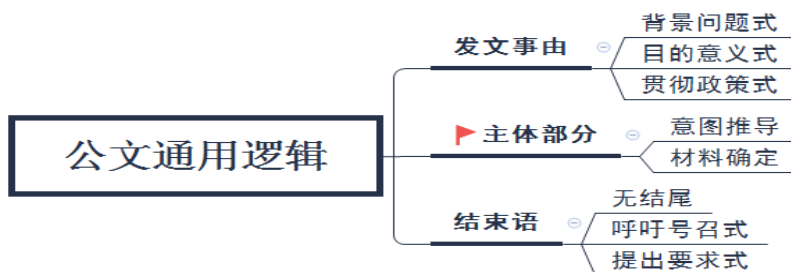 公文通用逻辑
发文事由
背景问题式
目的意义式
贯彻政策式
主体部分
意图推导
材料确定
结束语
无结尾
呼吁号召式
提出要求式